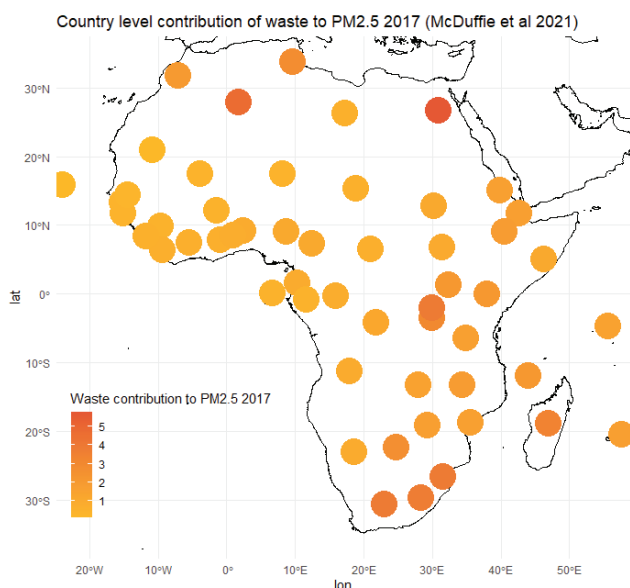 Country level contribution of waste to PM2.5 2017 (McDuffie et al 2021)
30°N
20°N
10°N
lat
0°
10°S
Waste contribution to PM2.5 2017
5
4
3
2
1
20°S
30°S
20°W
10°W
0°
10°E
20°E
30°E
40°E
50°E
lon